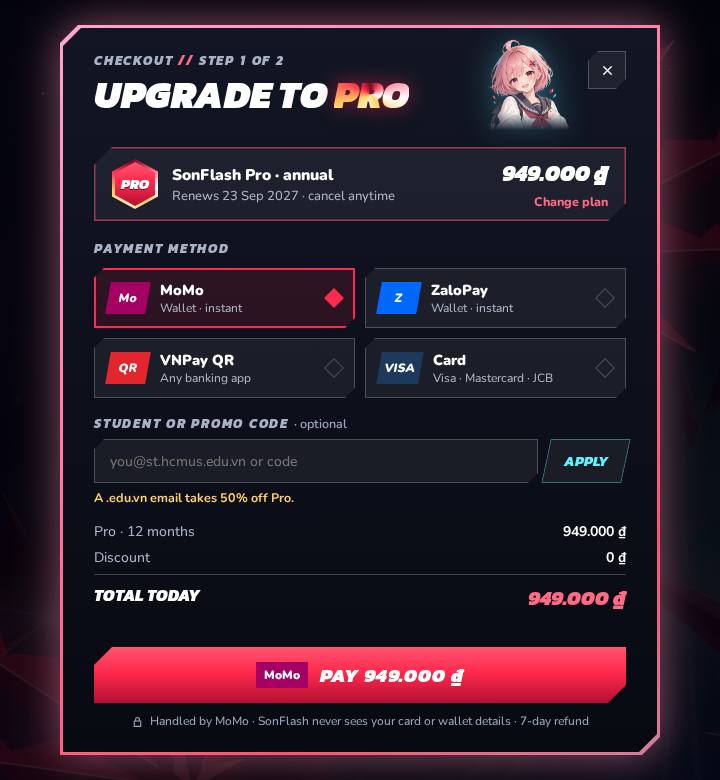 CHECKOUT // STEP 1 OF 2
UPGRADE TO PRO
PRO
SonFlash Pro · annual
949.000 ₫
Renews 23 Sep 2027 · cancel anytime
Change plan
PAYMENT METHOD
Mo
MoMo
Wallet · instant
Z
ZaloPay
Wallet · instant
QR
VNPay QR
Any banking app
VISA
Card
Visa · Mastercard · JCB
STUDENT OR PROMO CODE · optional
you@st.hcmus.edu.vn or code
APPLY
A .edu.vn email takes 50% off Pro.
Pro · 12 months 949.000 ₫
Discount 0 ₫
TOTAL TODAY 949.000 ₫
MoMo PAY 949.000 ₫
Handled by MoMo · SonFlash never sees your card or wallet details · 7-day refund